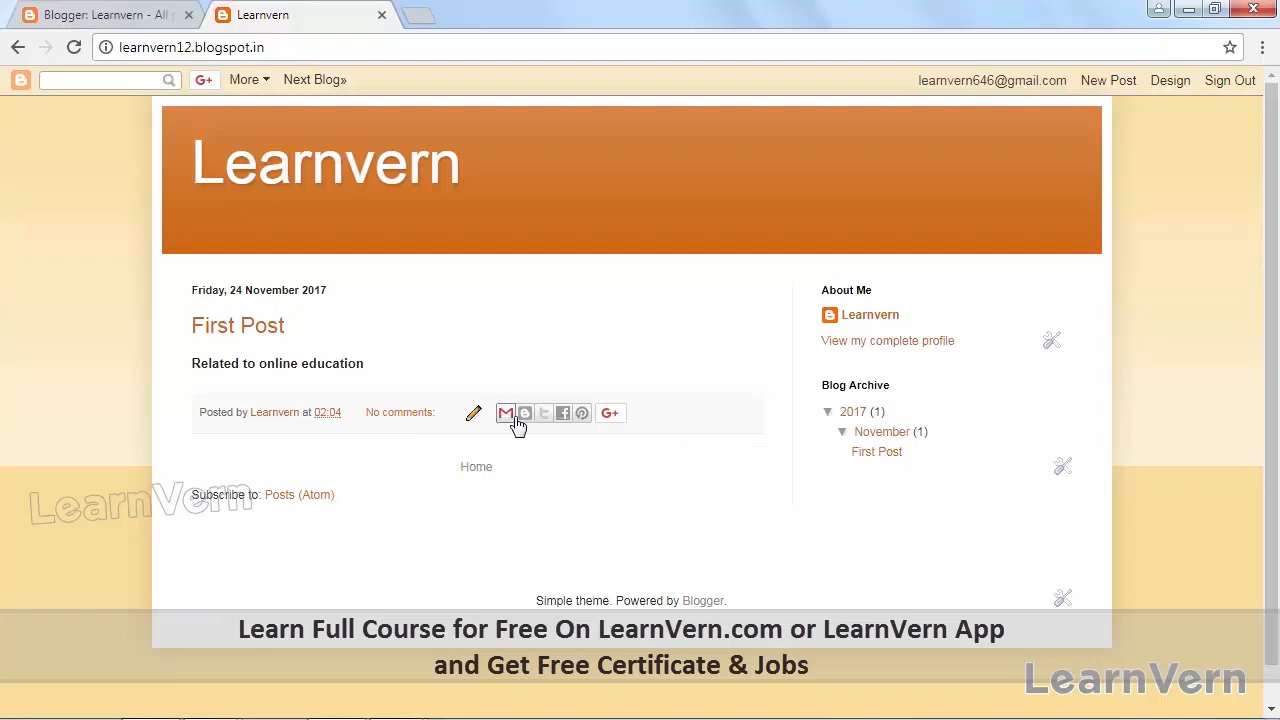 Blogger: Learnvern - All
Learnvern
learnvern12.blogspot.in
G+ More Next Blog» learnvern646@gmail.com New Post Design Sign Out
Learnvern
Friday, 24 November 2017
First Post
Related to online education
Posted by Learnvern at 02:04 No comments:
G+
Home
Subscribe to: Posts (Atom)
About Me
Learnvern
View my complete profile
Blog Archive
▼ 2017 (1)
▼ November (1)
First Post
LearnVern
Simple theme. Powered by Blogger.
Learn Full Course for Free On LearnVern.com or LearnVern App
and Get Free Certificate & Jobs
LearnVern